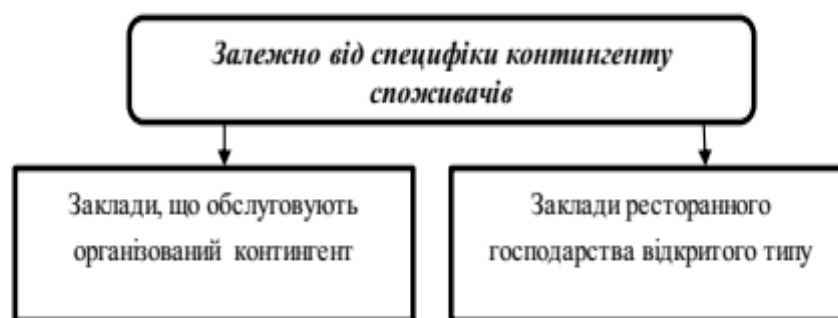 Залежно від специфіки контингенту
споживачів
Заклади, що обслуговують
організований контингент
Заклади ресторанного
господарства відкритого типу